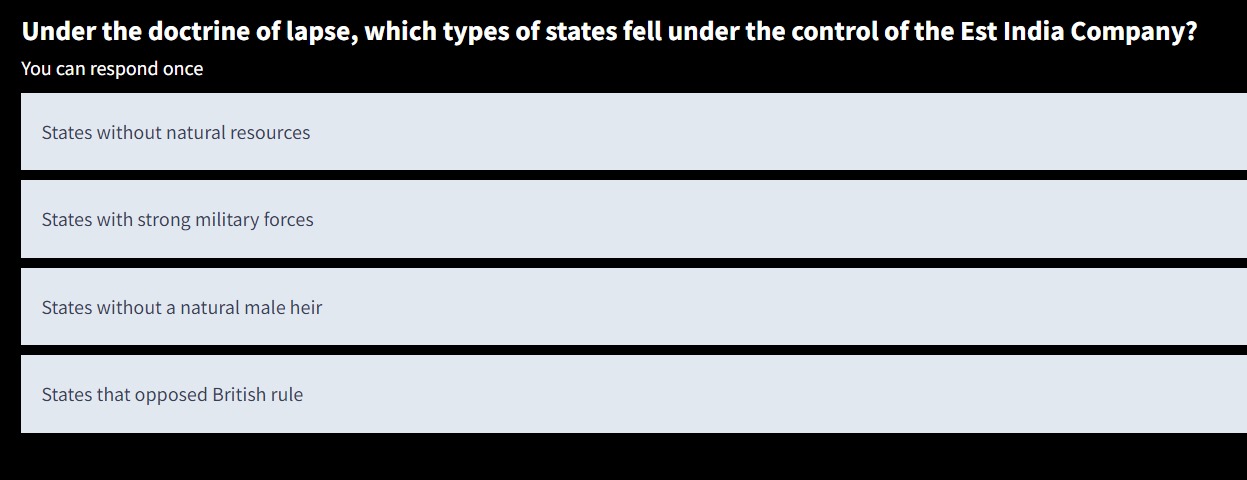 Under the doctrine of lapse, which types of states fell under the control of the Est India Company?
You can respond once
States without natural resources
States with strong military forces
States without a natural male heir
States that opposed British rule